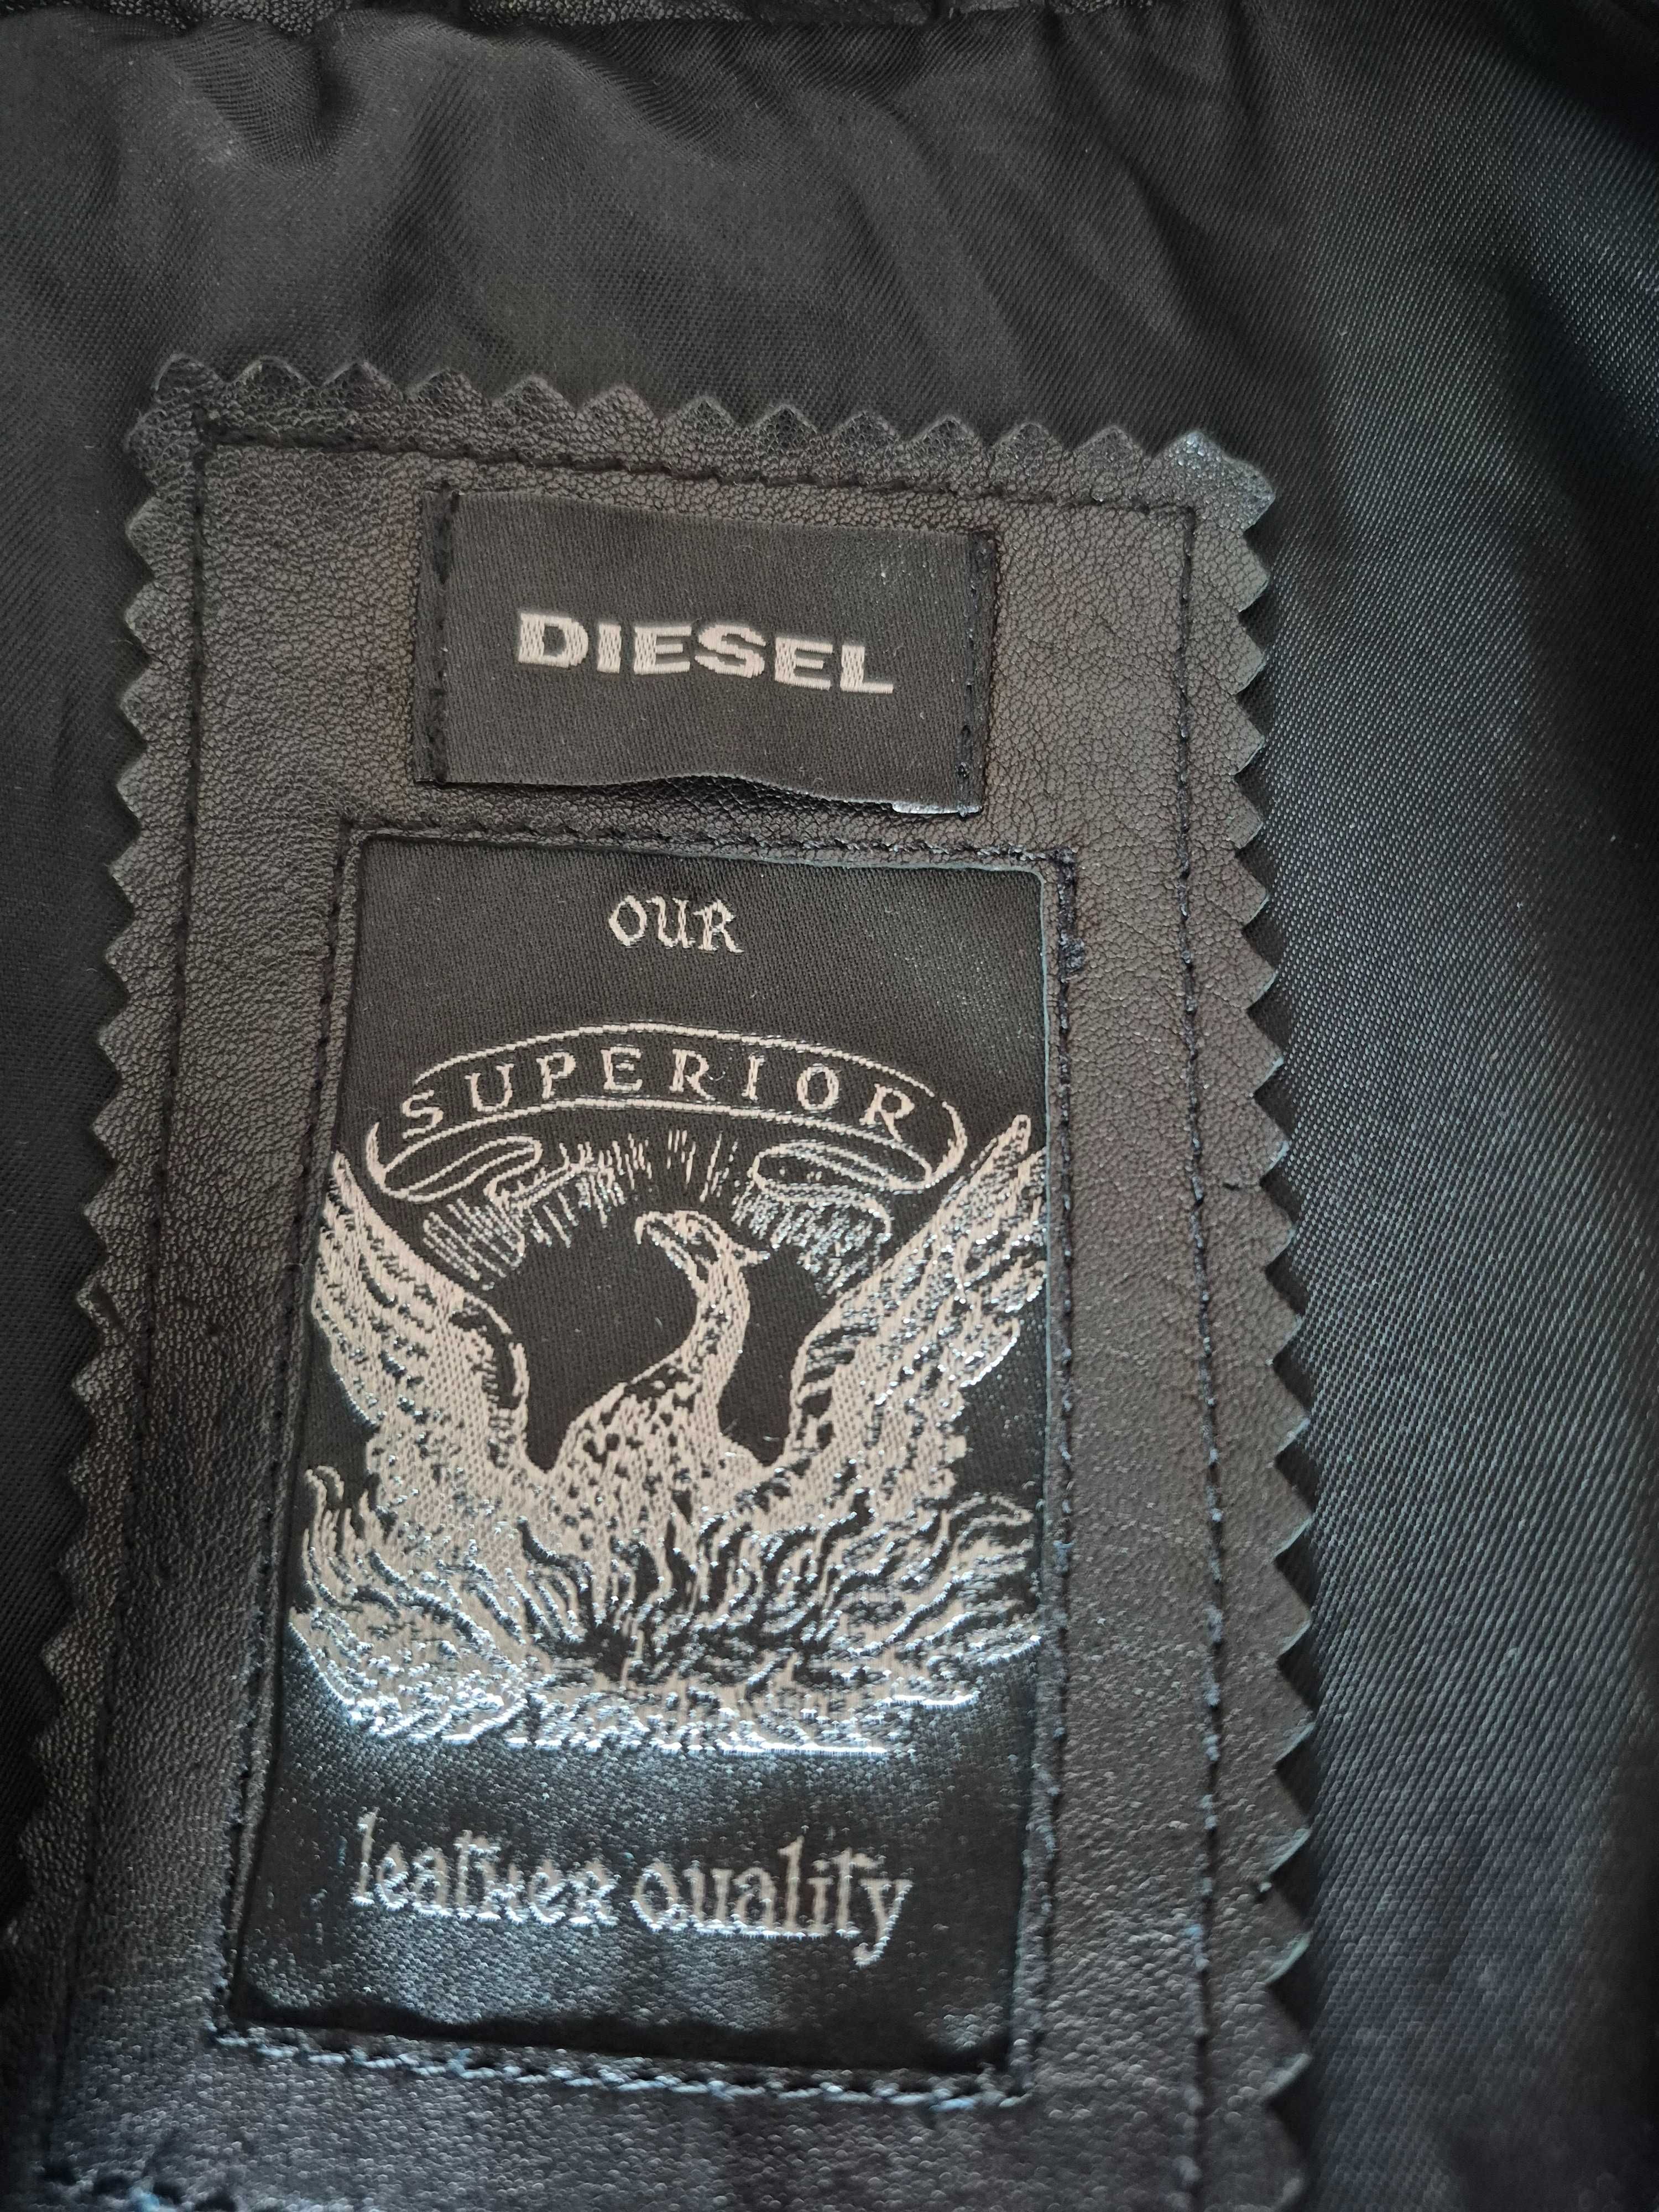 DIESEL
OUR
SUPERIOR
leather quality